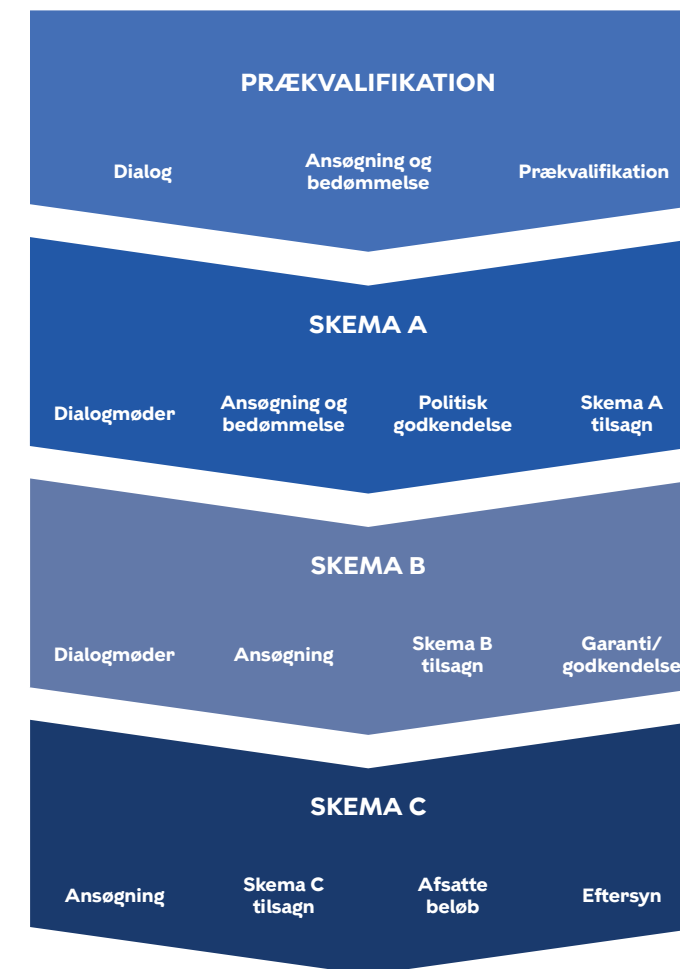 PRÆKVALIFIKATION
Dialog
Ansøgning og
bedømmelse
Prækvalifikation
SKEMA A
Dialogmøder
Ansøgning og
bedømmelse
Politisk
godkendelse
Skema A
tilsagn
SKEMA B
Dialogmøder
Ansøgning
Skema B
tilsagn
Garanti/
godkendelse
SKEMA C
Ansøgning
Skema C
tilsagn
Afsatte
beløb
Eftersyn